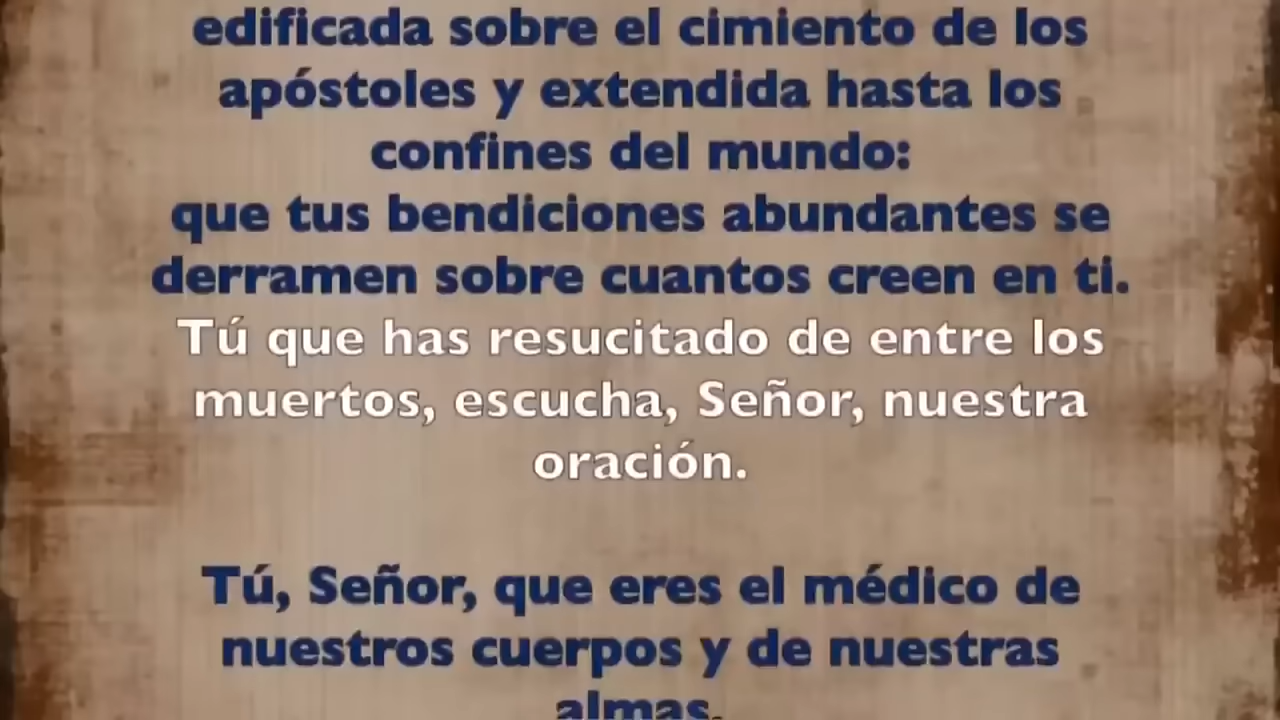 edificada sobre el cimiento de los
apóstoles y extendida hasta los
confines del mundo:
que tus bendiciones abundantes se
derramen sobre cuantos creen en ti.
Tú que has resucitado de entre los
muertos, escucha, Señor, nuestra
oración.
Tú, Señor, que eres el médico de
nuestros cuerpos y de nuestras
almas,